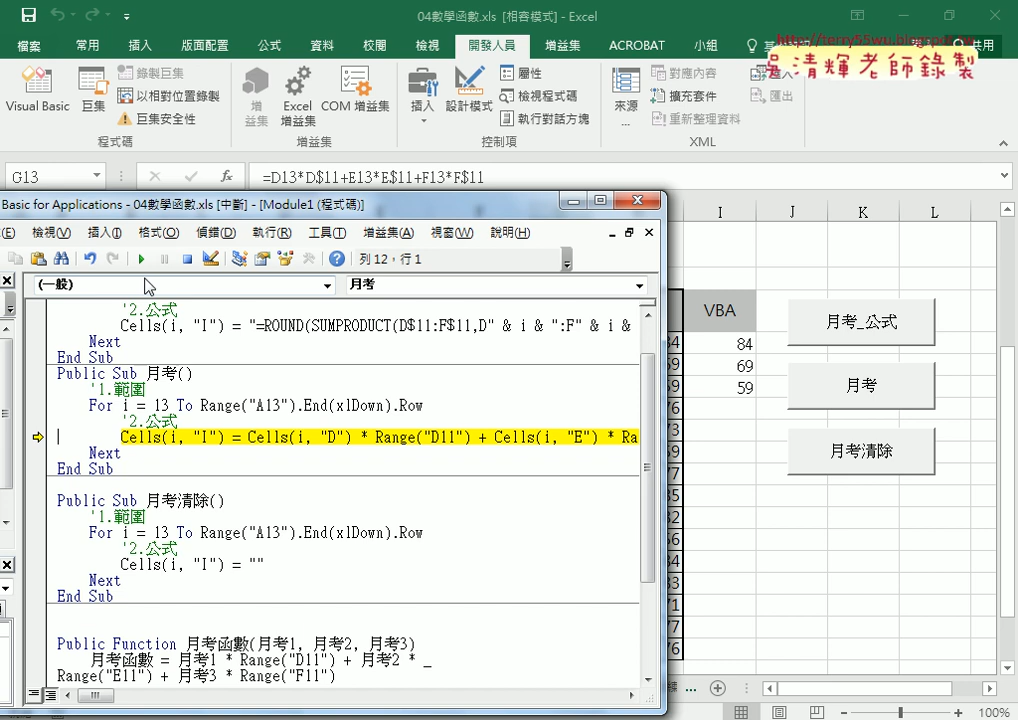 04數學函數.xls [相容模式] - Excel
檔案 常用 插入 版面配置 公式 資料 校閱 檢視 開發人員 增益集 ACROBAT 小組 共用
http://terry55wu.blogspot.tw
吳清輝老師錄製
Visual Basic
巨集
錄製巨集
以相對位置錄製
巨集安全性
程式碼
增益集
Excel 增益集
COM 增益集
增益集
插入
設計模式
屬性
檢視程式碼
執行對話方塊
控制項
來源
...
對應內容
擴充套件
重新整理資料
匯出
XML
G13
fx
=D13*D$11+E13*E$11+F13*F$11
Basic for Applications - 04數學函數.xls [中斷] - [Module1 (程式碼)]
(E) 檢視(V) 插入(I) 格式(O) 偵錯(D) 執行(R) 工具(T) 增益集(A) 視窗(W) 說明(H)
列 12，行 1
(一般) 月考
'2.公式
Cells(i, "I") = "=ROUND(SUMPRODUCT(D$11:F$11,D" & i & ":F" & i &
Next
End Sub
Public Sub 月考()
'1.範圍
For i = 13 To Range("A13").End(xlDown).Row
'2.公式
Cells(i, "I") = Cells(i, "D") * Range("D11") + Cells(i, "E") * Ra
Next
End Sub
Public Sub 月考清除()
'1.範圍
For i = 13 To Range("A13").End(xlDown).Row
'2.公式
Cells(i, "I") = ""
Next
End Sub
Public Function 月考函數(月考1, 月考2, 月考3)
月考函數 = 月考1 * Range("D11") + 月考2 * _
Range("E11") + 月考3 * Range("F11")
I J K L
VBA
84
69
59
月考_公式
月考
月考清除
...
100%